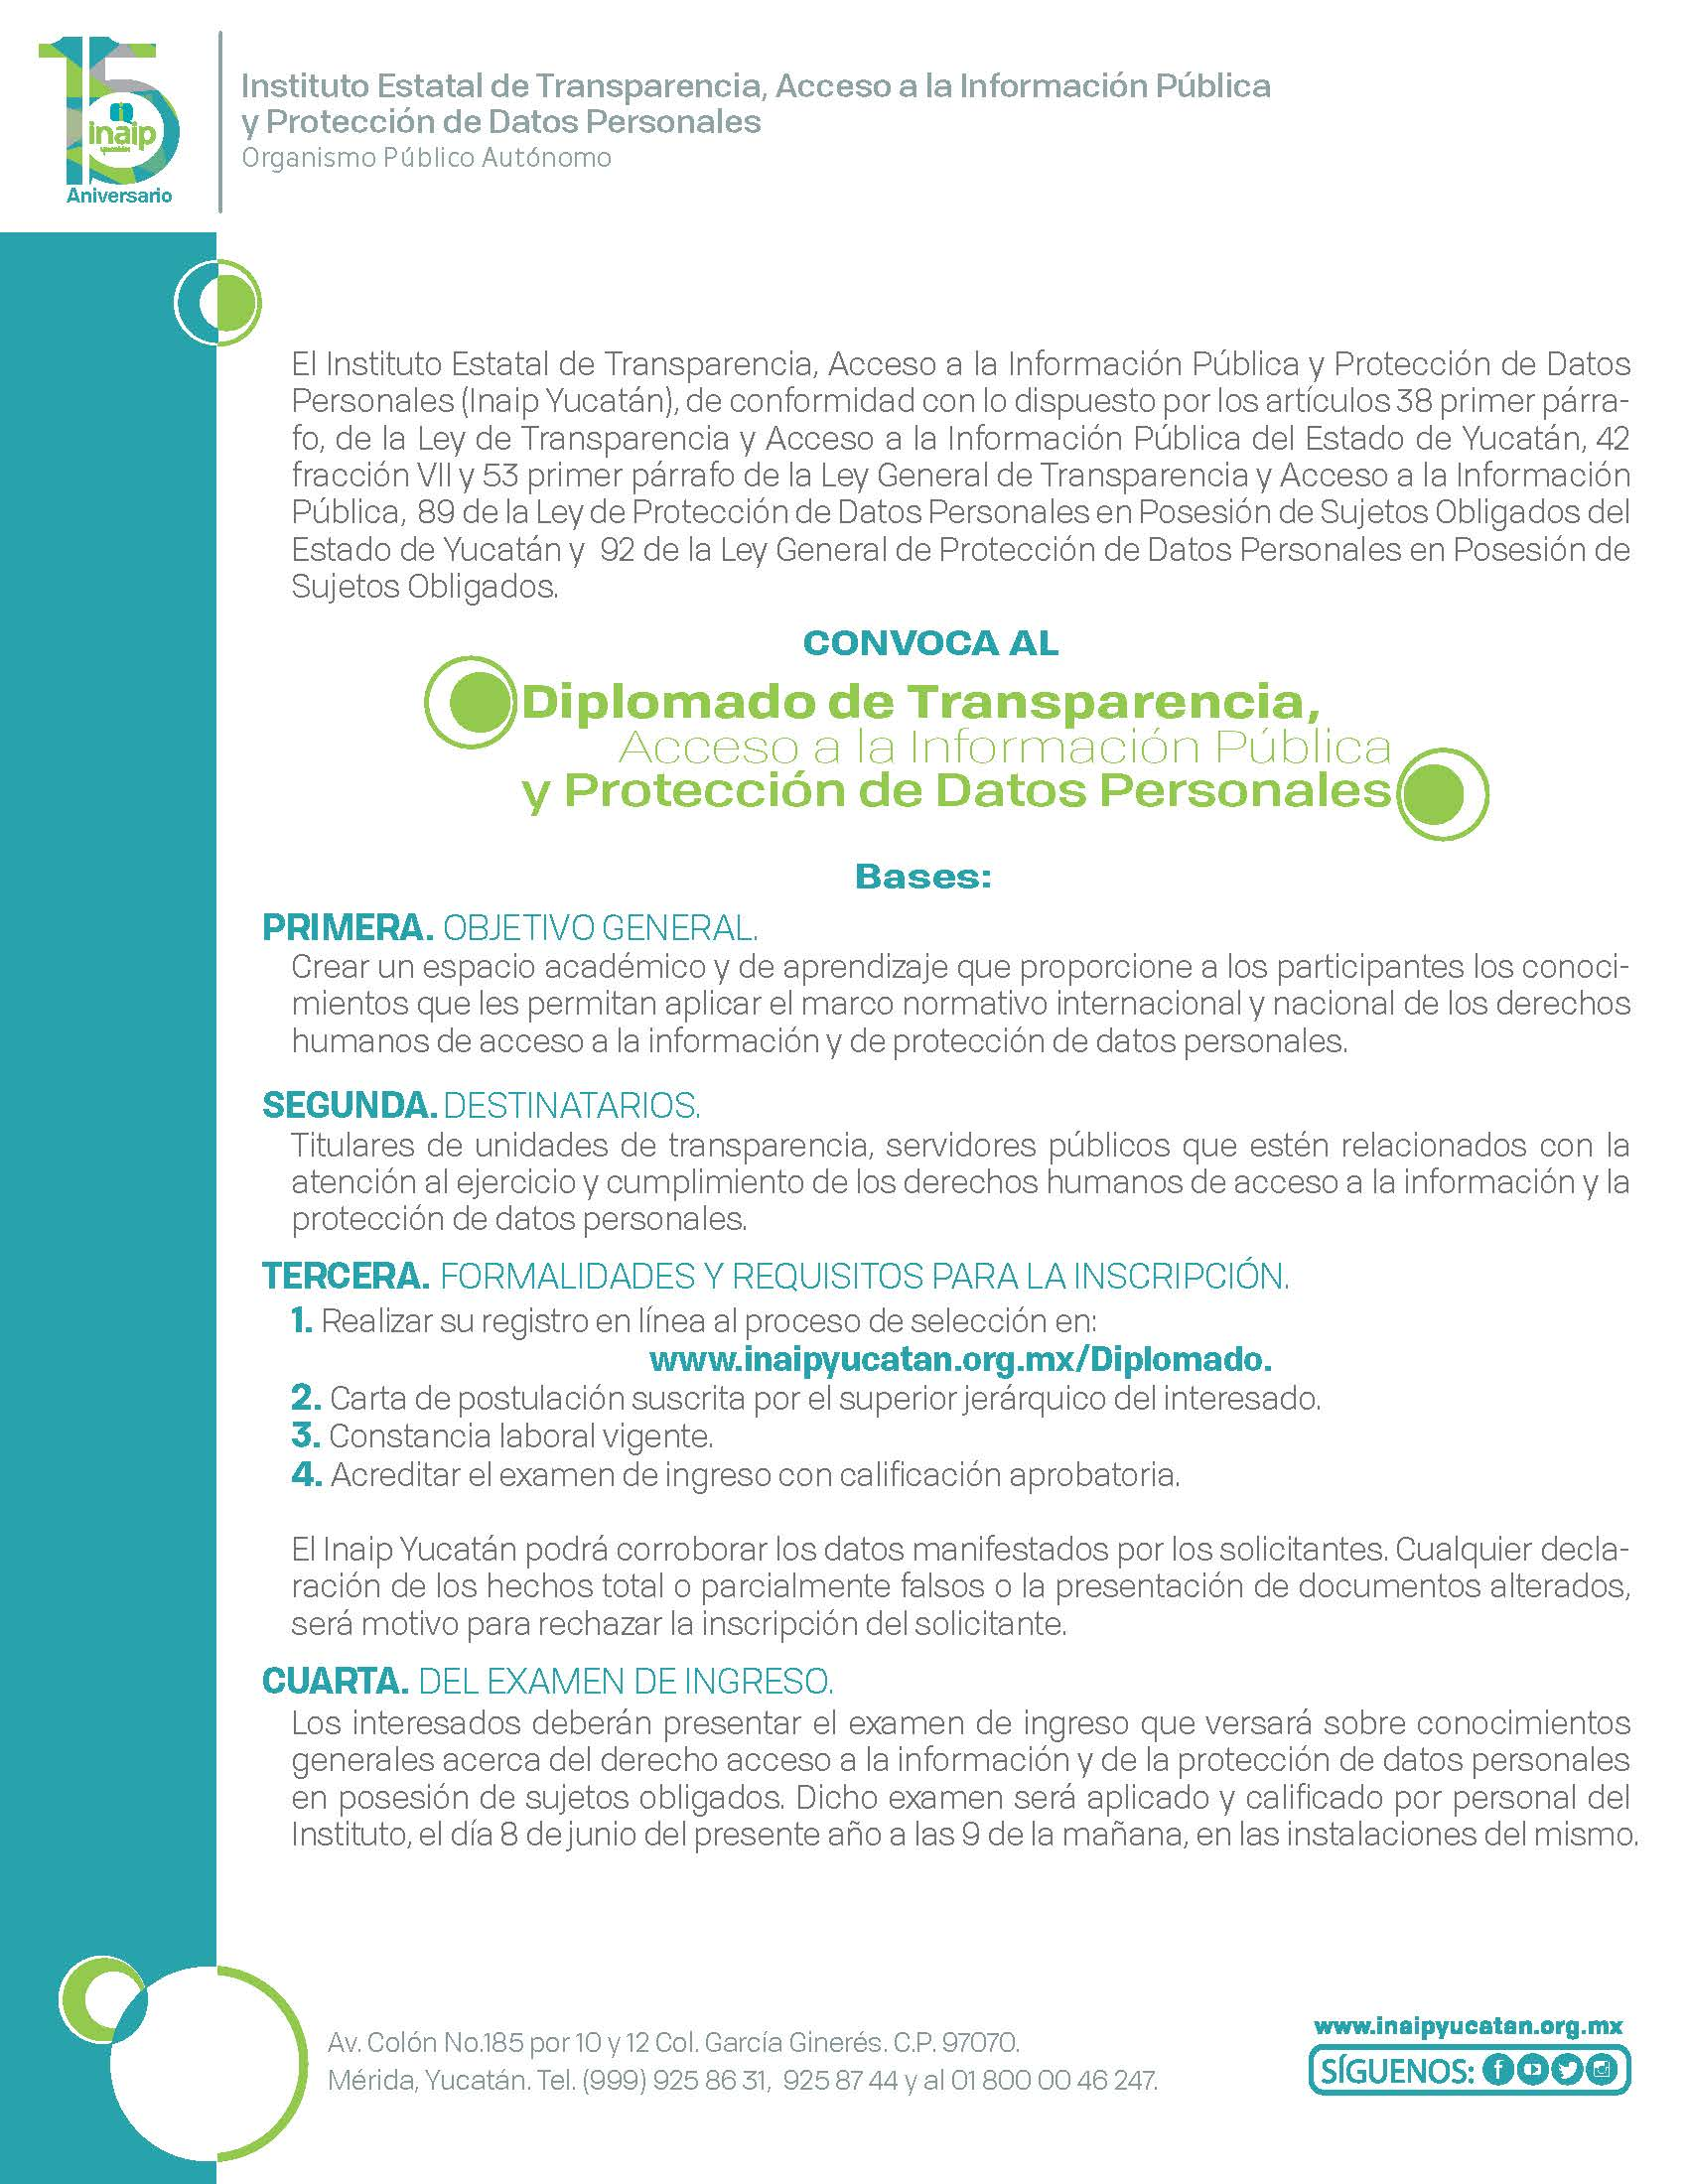 15
inaip
Aniversario
Instituto Estatal de Transparencia, Acceso a la Información Pública
y Protección de Datos Personales
Organismo Público Autónomo
El Instituto Estatal de Transparencia, Acceso a la Información Pública y Protección de Datos
Personales (Inaip Yucatán), de conformidad con lo dispuesto por los artículos 38 primer párra-
fo, de la Ley de Transparencia y Acceso a la Información Pública del Estado de Yucatán, 42
fracción VII y 53 primer párrafo de la Ley General de Transparencia y Acceso a la Información
Pública, 89 de la Ley de Protección de Datos Personales en Posesión de Sujetos Obligados del
Estado de Yucatán y 92 de la Ley General de Protección de Datos Personales en Posesión de
Sujetos Obligados.
CONVOCA AL
Diplomado de Transparencia,
Acceso a la Información Pública
y Protección de Datos Personales
Bases:
PRIMERA. OBJETIVO GENERAL.
Crear un espacio académico y de aprendizaje que proporcione a los participantes los conoci-
mientos que les permitan aplicar el marco normativo internacional y nacional de los derechos
humanos de acceso a la información y de protección de datos personales.
SEGUNDA. DESTINATARIOS.
Titulares de unidades de transparencia, servidores públicos que estén relacionados con la
atención al ejercicio y cumplimiento de los derechos humanos de acceso a la información y la
protección de datos personales.
TERCERA. FORMALIDADES Y REQUISITOS PARA LA INSCRIPCIÓN.
1. Realizar su registro en línea al proceso de selección en:
www.inaipyucatan.org.mx/Diplomado.
2. Carta de postulación suscrita por el superior jerárquico del interesado.
3. Constancia laboral vigente.
4. Acreditar el examen de ingreso con calificación aprobatoria.
El Inaip Yucatán podrá corroborar los datos manifestados por los solicitantes. Cualquier decla-
ración de los hechos total o parcialmente falsos o la presentación de documentos alterados,
será motivo para rechazar la inscripción del solicitante.
CUARTA. DEL EXAMEN DE INGRESO.
Los interesados deberán presentar el examen de ingreso que versará sobre conocimientos
generales acerca del derecho acceso a la información y de la protección de datos personales
en posesión de sujetos obligados. Dicho examen será aplicado y calificado por personal del
Instituto, el día 8 de junio del presente año a las 9 de la mañana, en las instalaciones del mismo.
Av. Colón No.185 por 10 y 12 Col. García Ginerés. C.P. 97070.
Mérida, Yucatán. Tel. (999) 925 86 31, 925 87 44 y al 01 800 00 46 247.
www.inaipyucatan.org.mx
SÍGUENOS: